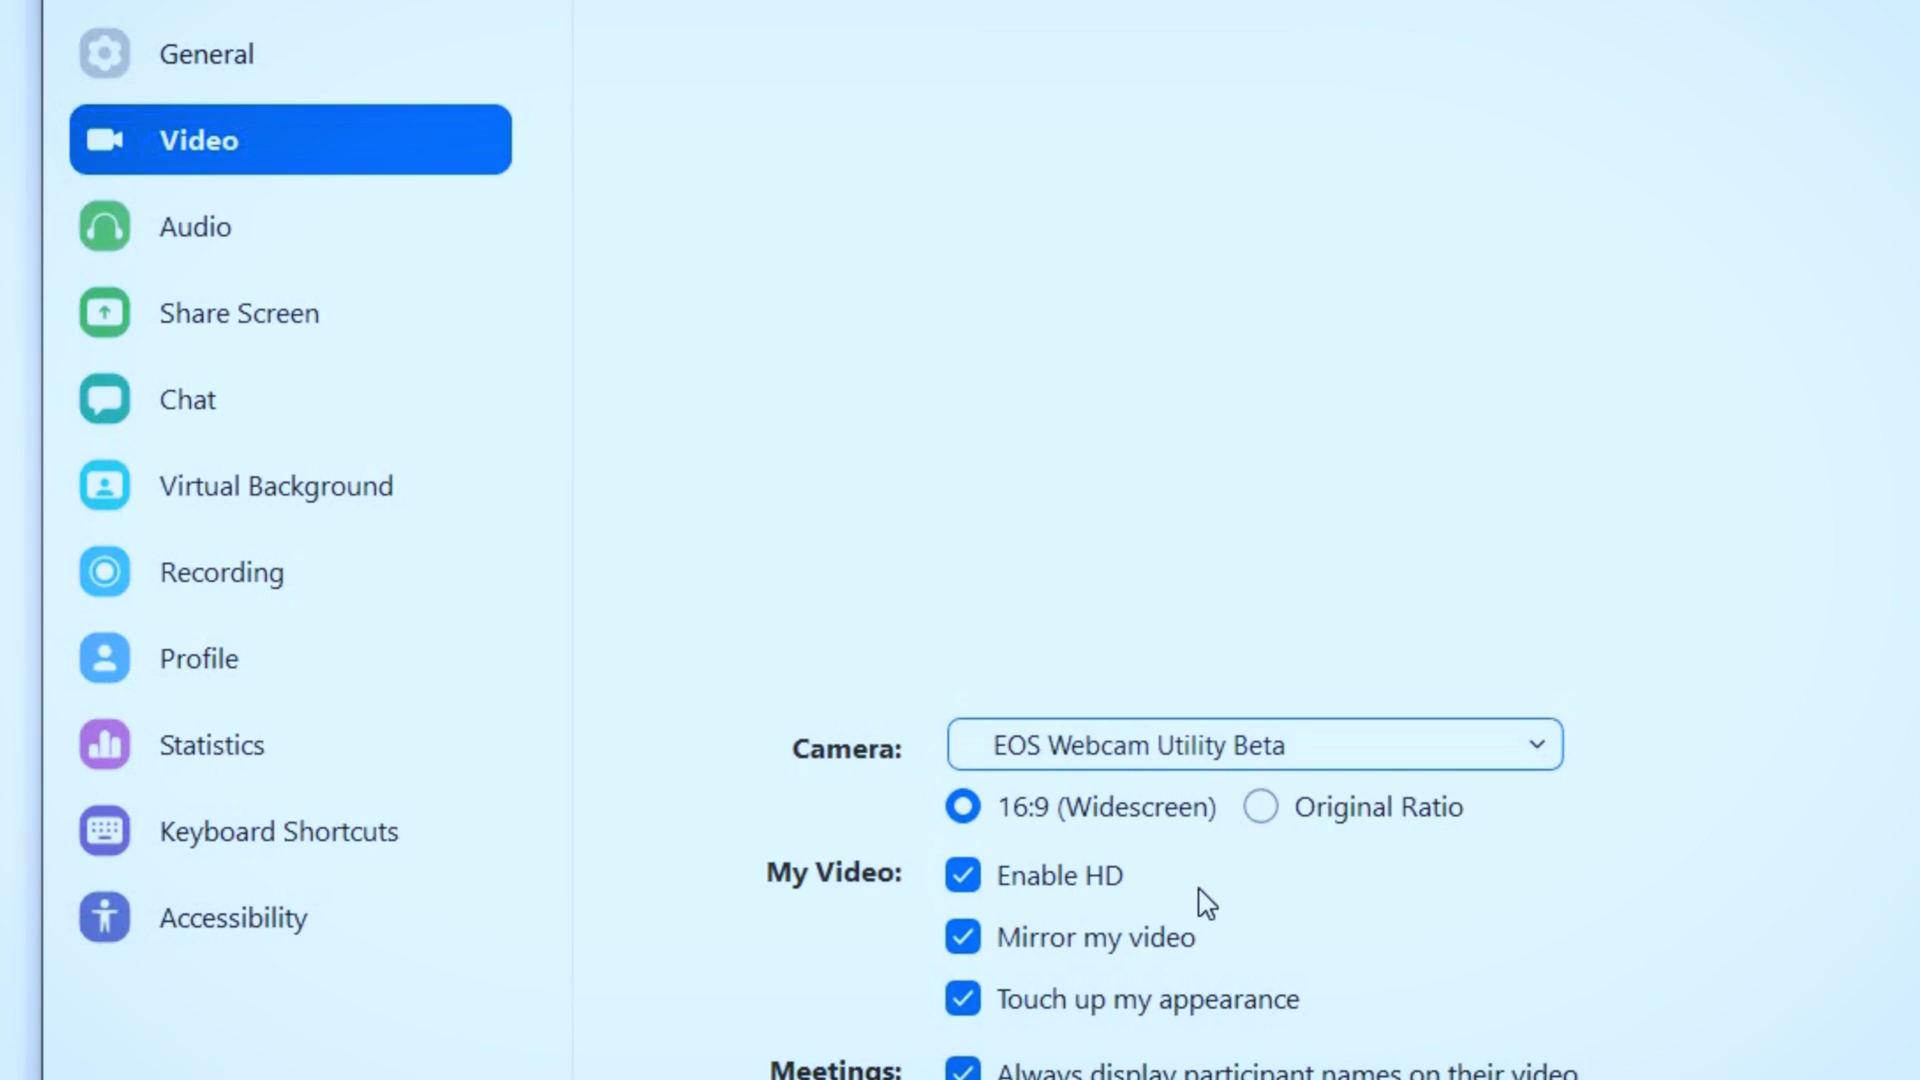 General
Video
Audio
Share Screen
Chat
Virtual Background
Recording
Profile
Statistics
Keyboard Shortcuts
Accessibility
Camera:
EOS Webcam Utility Beta
16:9 (Widescreen)
Original Ratio
My Video:
Enable HD
Mirror my video
Touch up my appearance
Meetings:
Always display participant names on their video